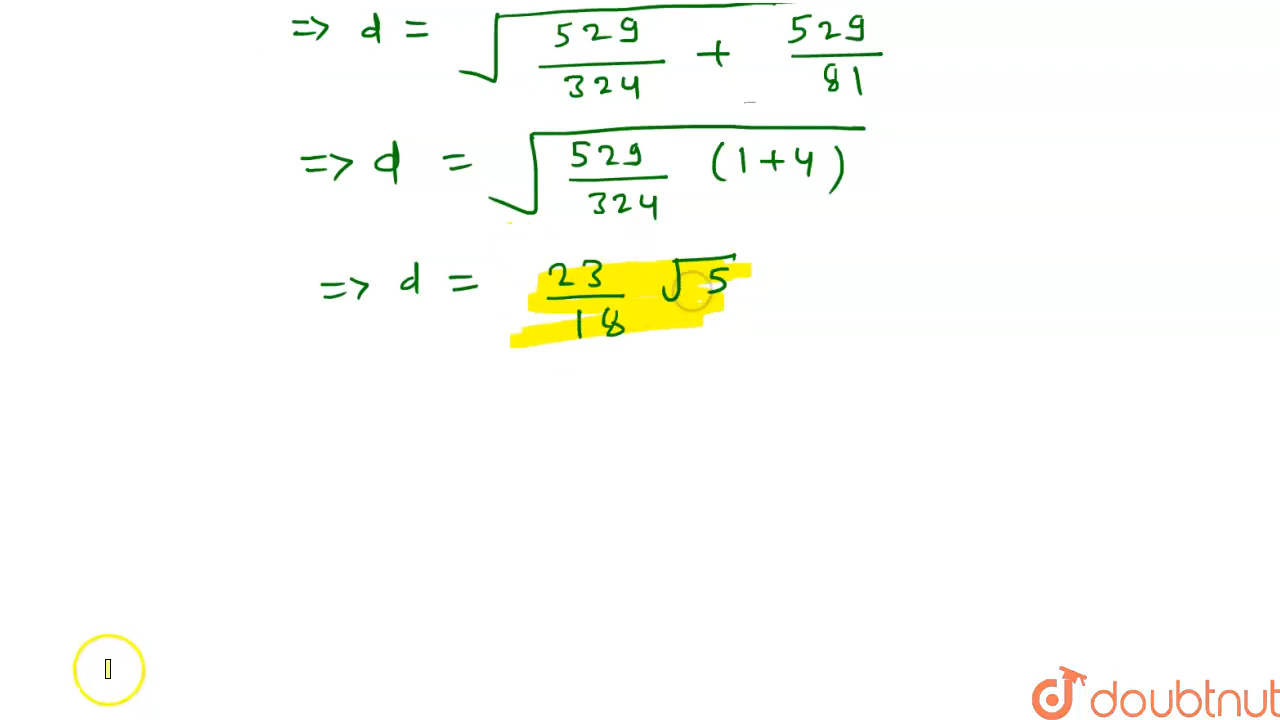 => d = √(529/324 + 529/81)
=> d = √(529/324 (1+4))
=> d = 23/18 √5
doubtnut